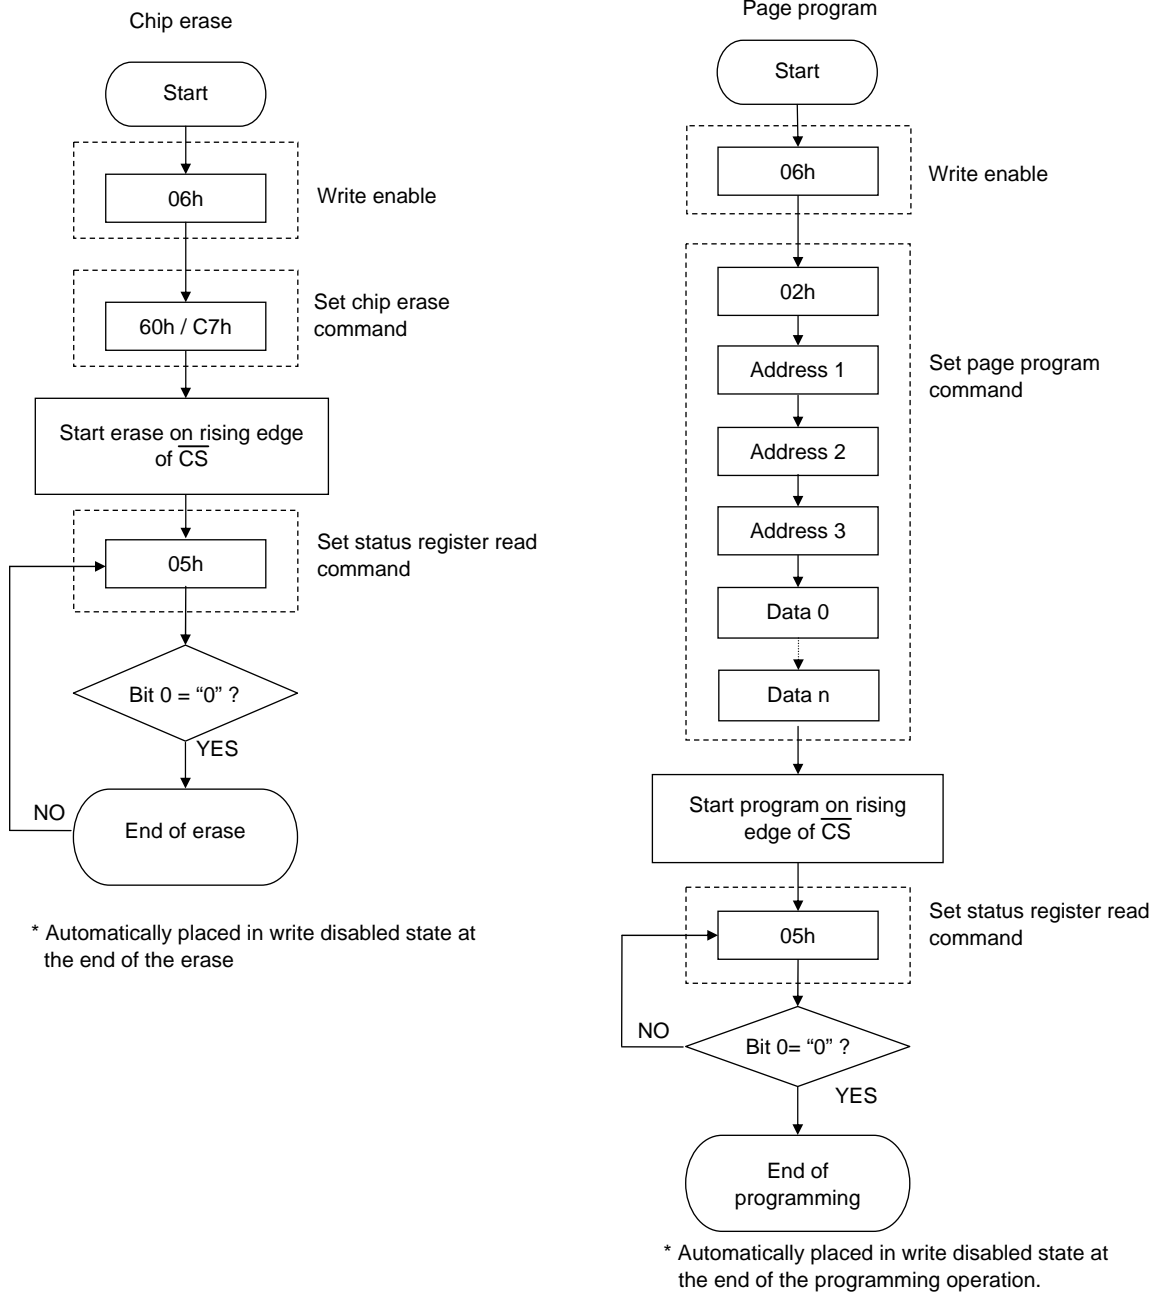 Chip erase
Start
06h
Write enable
60h / C7h
Set chip erase
command
Start erase on rising edge
of C̅S̅
05h
Set status register read
command
Bit 0 = “0” ?
YES
NO
End of erase
* Automatically placed in write disabled state at
the end of the erase
Page program
Start
06h
Write enable
02h
Address 1
Set page program
command
Address 2
Address 3
Data 0
Data n
Start program on rising
edge of C̅S̅
05h
Set status register read
command
NO
Bit 0= “0” ?
YES
End of
programming
* Automatically placed in write disabled state at
the end of the programming operation.